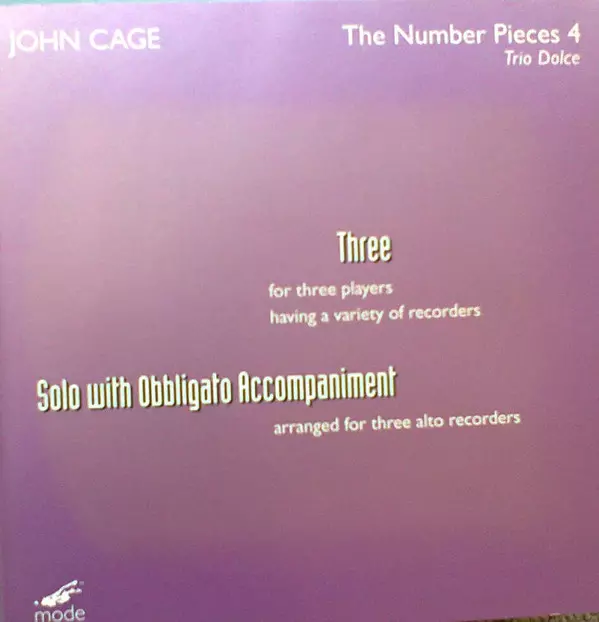 JOHN CAGE
The Number Pieces 4
Trio Dolce
Three
for three players
having a variety of recorders
Solo with Obbligato Accompaniment
arranged for three alto recorders
mode